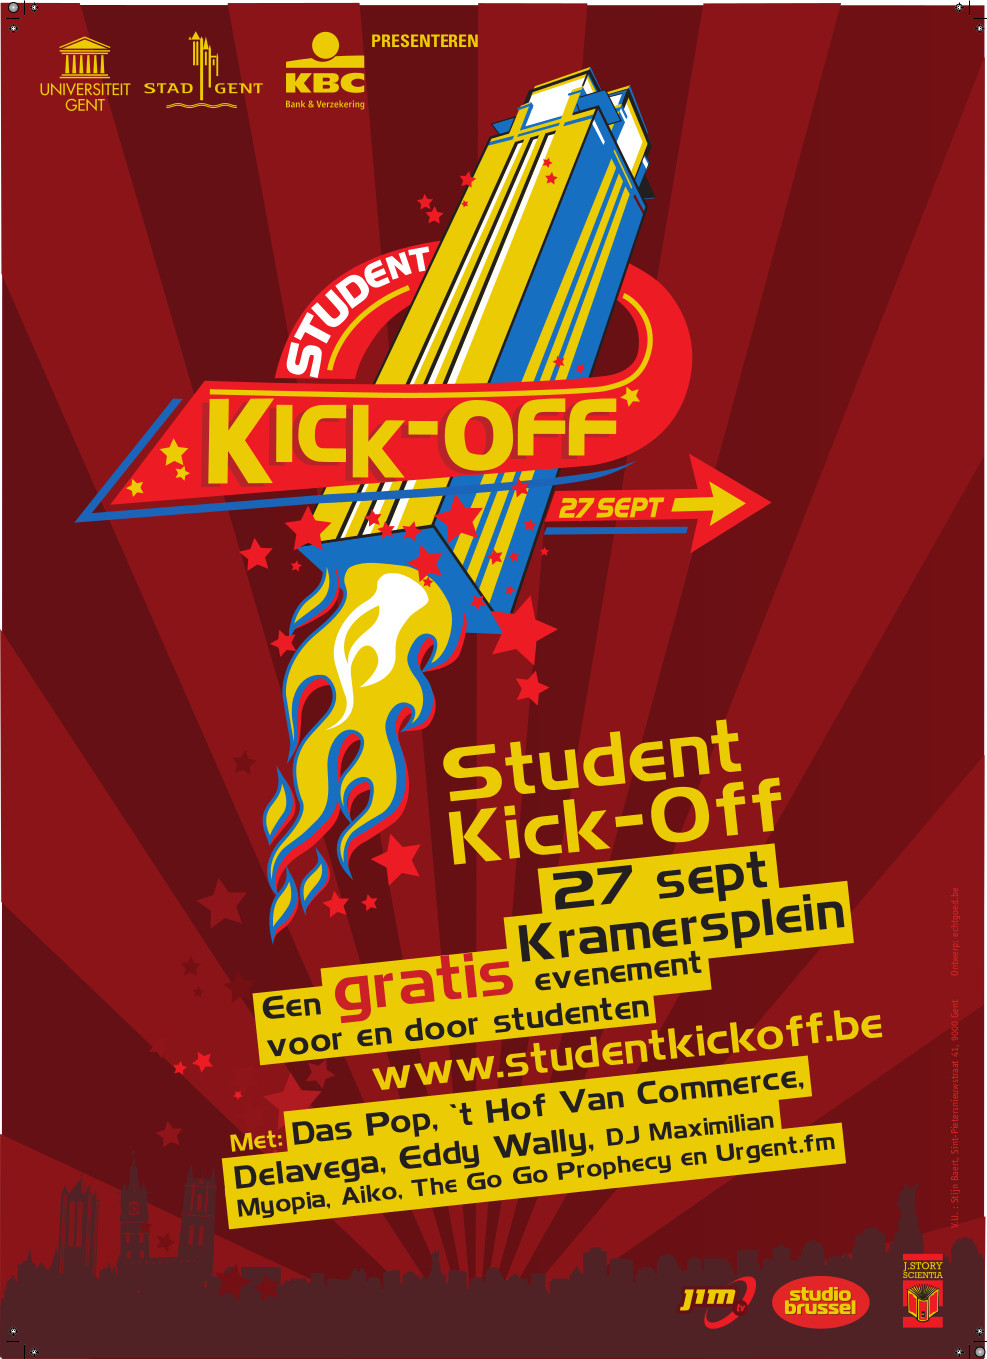 UNIVERSITEIT
GENT
STAD GENT
KBC
Bank & Verzekering
PRESENTEREN
STUDENT
KICK-OFF
27 SEPT
Student
Kick-Off
27 sept
Kramersplein
Een gratis evenement
voor en door studenten
www.studentkickoff.be
Met: Das Pop, 't Hof Van Commerce,
Delavega, Eddy Wally, DJ Maximilian
Myopia, Aiko, The Go Go Prophecy en Urgent.fm
V.U. : Stijn Baert, Sint-Pietersnieuwstraat 41, 9000 Gent
Ontwerp: echtgoed.be
jim tv
studio
brussel
J.STORY
SCIENTIA